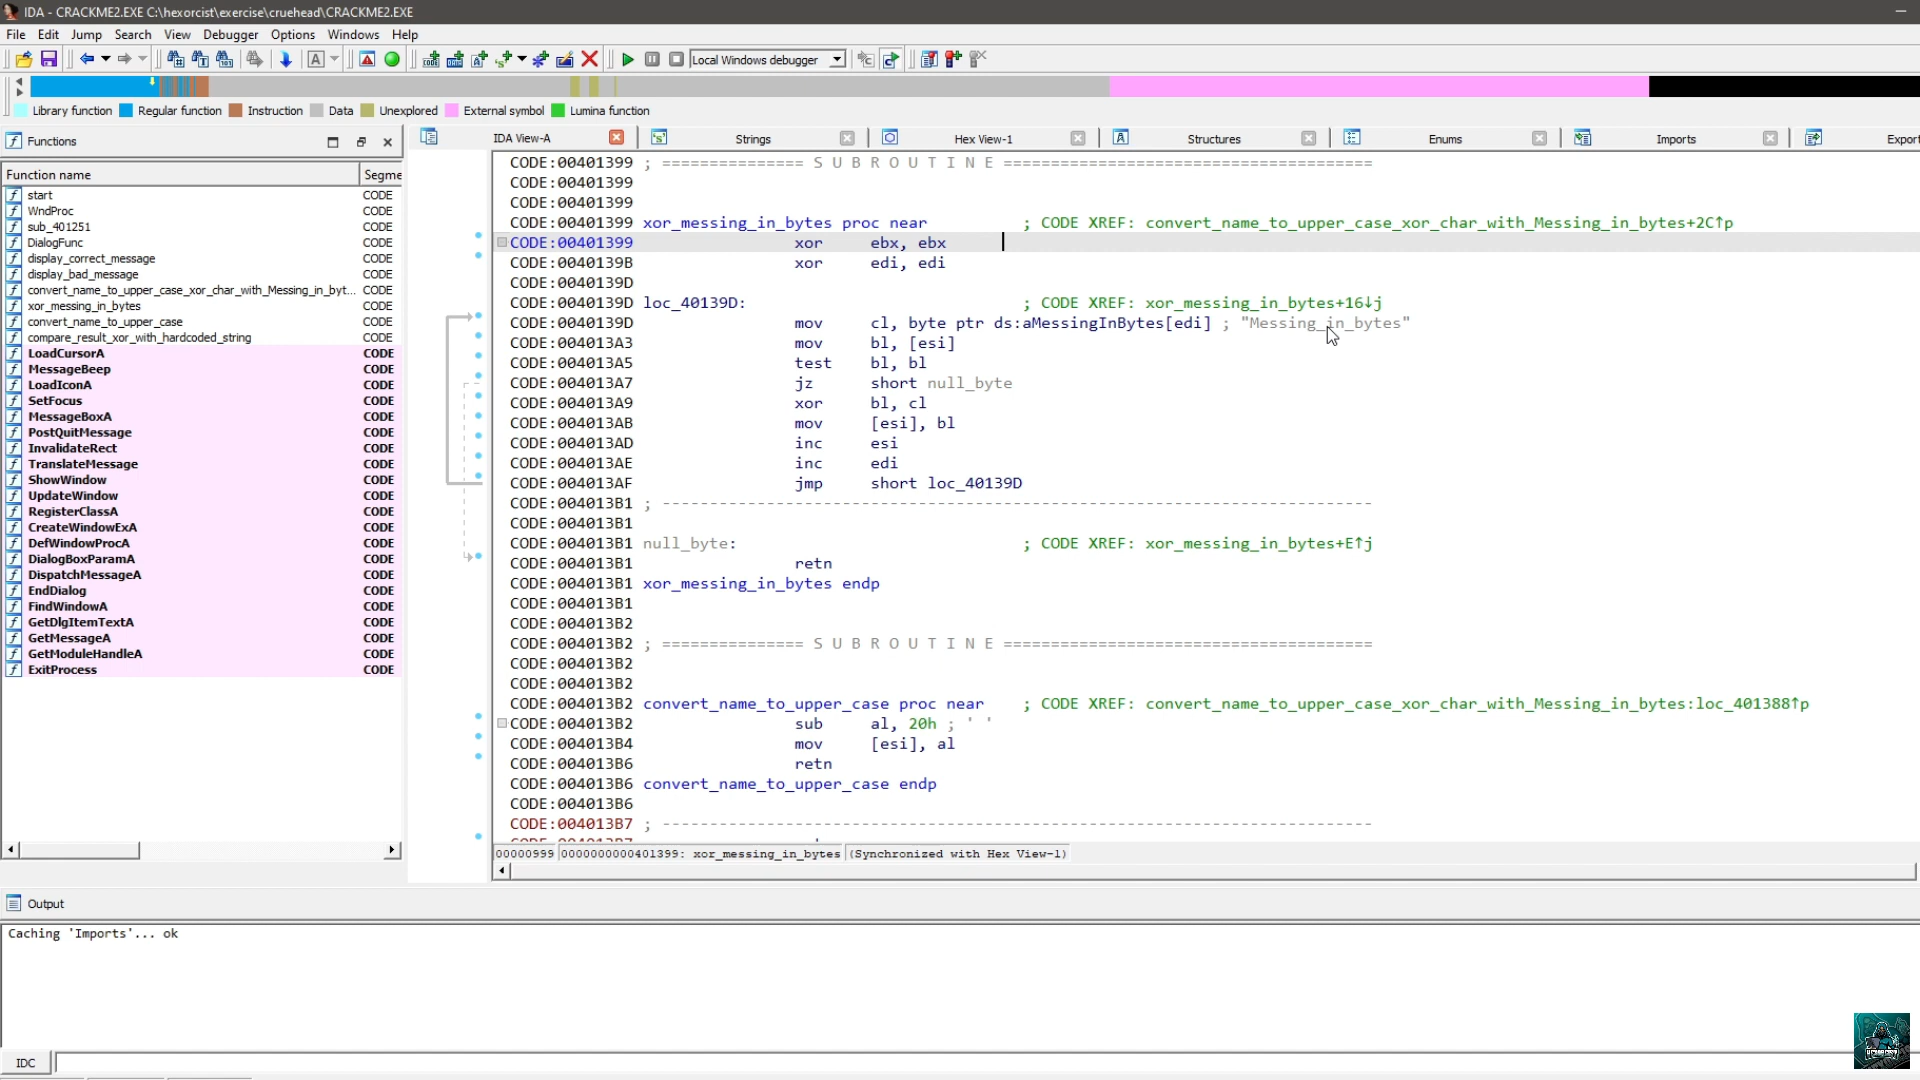 IDA - CRACKME2.EXE C:\hexorcist\exercise\cruehead\CRACKME2.EXE
File Edit Jump Search View Debugger Options Windows Help
Local Windows debugger
Library function Regular function Instruction Data Unexplored External symbol Lumina function
Functions
IDA View-A Strings Hex View-1 Structures Enums Imports Export
Function name Segme
start CODE
WndProc CODE
sub_401251 CODE
DialogFunc CODE
display_correct_message CODE
display_bad_message CODE
convert_name_to_upper_case_xor_char_with_Messing_in_byt... CODE
xor_messing_in_bytes CODE
convert_name_to_upper_case CODE
compare_result_xor_with_hardcoded_string CODE
LoadCursorA CODE
MessageBeep CODE
LoadIconA CODE
SetFocus CODE
MessageBoxA CODE
PostQuitMessage CODE
InvalidateRect CODE
TranslateMessage CODE
ShowWindow CODE
UpdateWindow CODE
RegisterClassA CODE
CreateWindowExA CODE
DefWindowProcA CODE
DialogBoxParamA CODE
DispatchMessageA CODE
EndDialog CODE
FindWindowA CODE
GetDlgItemTextA CODE
GetMessageA CODE
GetModuleHandleA CODE
ExitProcess CODE
CODE:00401399 ; =============== S U B R O U T I N E =======================================
CODE:00401399
CODE:00401399
CODE:00401399 xor_messing_in_bytes proc near ; CODE XREF: convert_name_to_upper_case_xor_char_with_Messing_in_bytes+2C↑p
CODE:00401399 xor ebx, ebx
CODE:0040139B xor edi, edi
CODE:0040139D
CODE:0040139D loc_40139D: ; CODE XREF: xor_messing_in_bytes+16↓j
CODE:0040139D mov cl, byte ptr ds:aMessingInBytes[edi] ; "Messing_in_bytes"
CODE:004013A3 mov bl, [esi]
CODE:004013A5 test bl, bl
CODE:004013A7 jz short null_byte
CODE:004013A9 xor bl, cl
CODE:004013AB mov [esi], bl
CODE:004013AD inc esi
CODE:004013AE inc edi
CODE:004013AF jmp short loc_40139D
CODE:004013B1 ; ---------------------------------------------------------------------------
CODE:004013B1
CODE:004013B1 null_byte: ; CODE XREF: xor_messing_in_bytes+E↑j
CODE:004013B1 retn
CODE:004013B1 xor_messing_in_bytes endp
CODE:004013B1
CODE:004013B2
CODE:004013B2 ; =============== S U B R O U T I N E =======================================
CODE:004013B2
CODE:004013B2
CODE:004013B2 convert_name_to_upper_case proc near ; CODE XREF: convert_name_to_upper_case_xor_char_with_Messing_in_bytes:loc_401388↑p
CODE:004013B2 sub al, 20h ; ' '
CODE:004013B4 mov [esi], al
CODE:004013B6 retn
CODE:004013B6 convert_name_to_upper_case endp
CODE:004013B6
CODE:004013B7 ; ---------------------------------------------------------------------------
00000999 0000000000401399: xor_messing_in_bytes (Synchronized with Hex View-1)
Output
Caching 'Imports'... ok
IDC